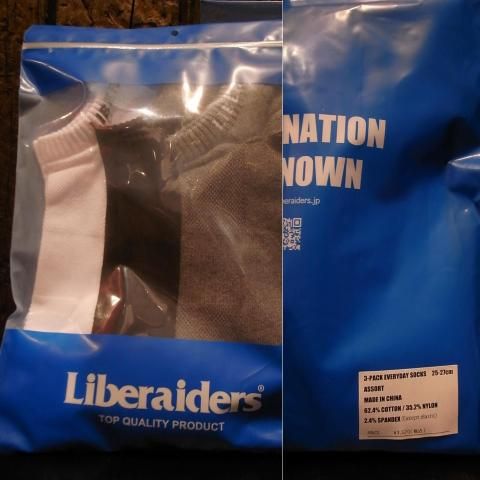 Liberaiders®
TOP QUALITY PRODUCT
NATION
NOWN
beraiders.jp
3-PACK EVERYDAY SOCKS 25-27cm
ASSORT
MADE IN CHINA
62.4% COTTON / 35.2% NYLON
2.4% SPANDEX (Except elastic)